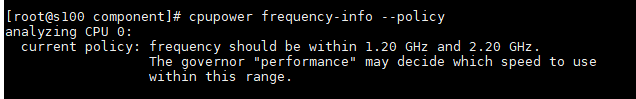 [root@s100 component]# cpupower frequency-info --policy
analyzing CPU 0:
  current policy: frequency should be within 1.20 GHz and 2.20 GHz.
                  The governor "performance" may decide which speed to use
                  within this range.